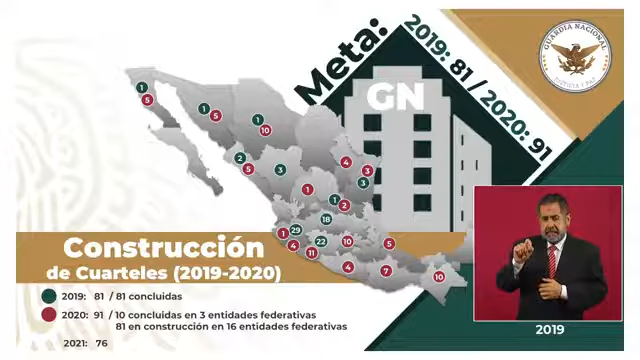 Meta:
2019: 81 / 2020: 91
GUARDIA NACIONAL
JUSTICIA Y PAZ
GN
1
5
1
5
1
10
2
5
3
4
3
3
1
1
2
18
1
29
4
22
11
10
5
4
7
10
Construcción
de Cuarteles (2019-2020)
2019: 81 / 81 concluidas
2020: 91 / 10 concluidas en 3 entidades federativas
81 en construcción en 16 entidades federativas
2021: 76
2019